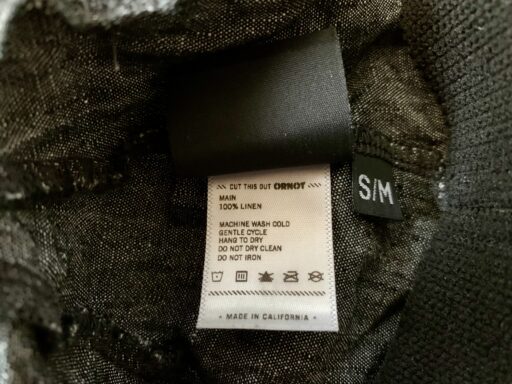 CUT THIS OUT ORNOT
MAIN
100% LINEN
MACHINE WASH COLD
GENTLE CYCLE
HANG TO DRY
DO NOT DRY CLEAN
DO NOT IRON
• MADE IN CALIFORNIA •
S/M